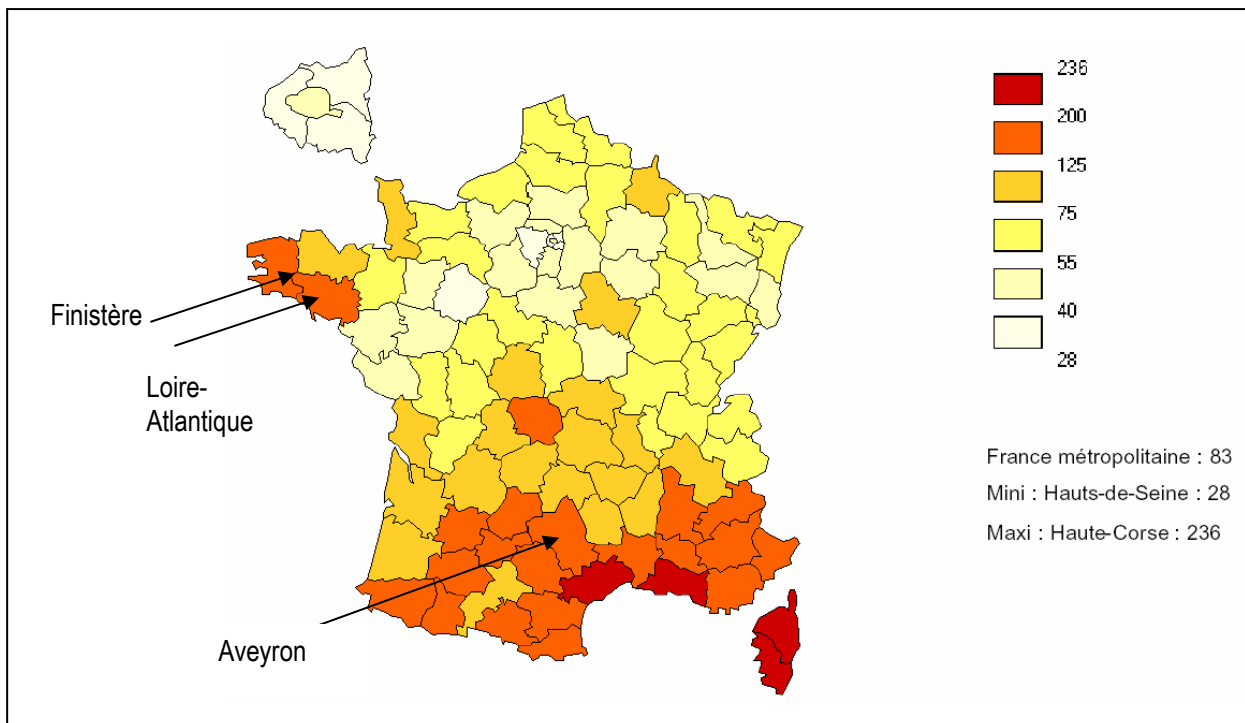 236
200
125
75
55
40
28
Finistère
Loire-
Atlantique
Aveyron
France métropolitaine : 83
Mini : Hauts-de-Seine : 28
Maxi : Haute-Corse : 236